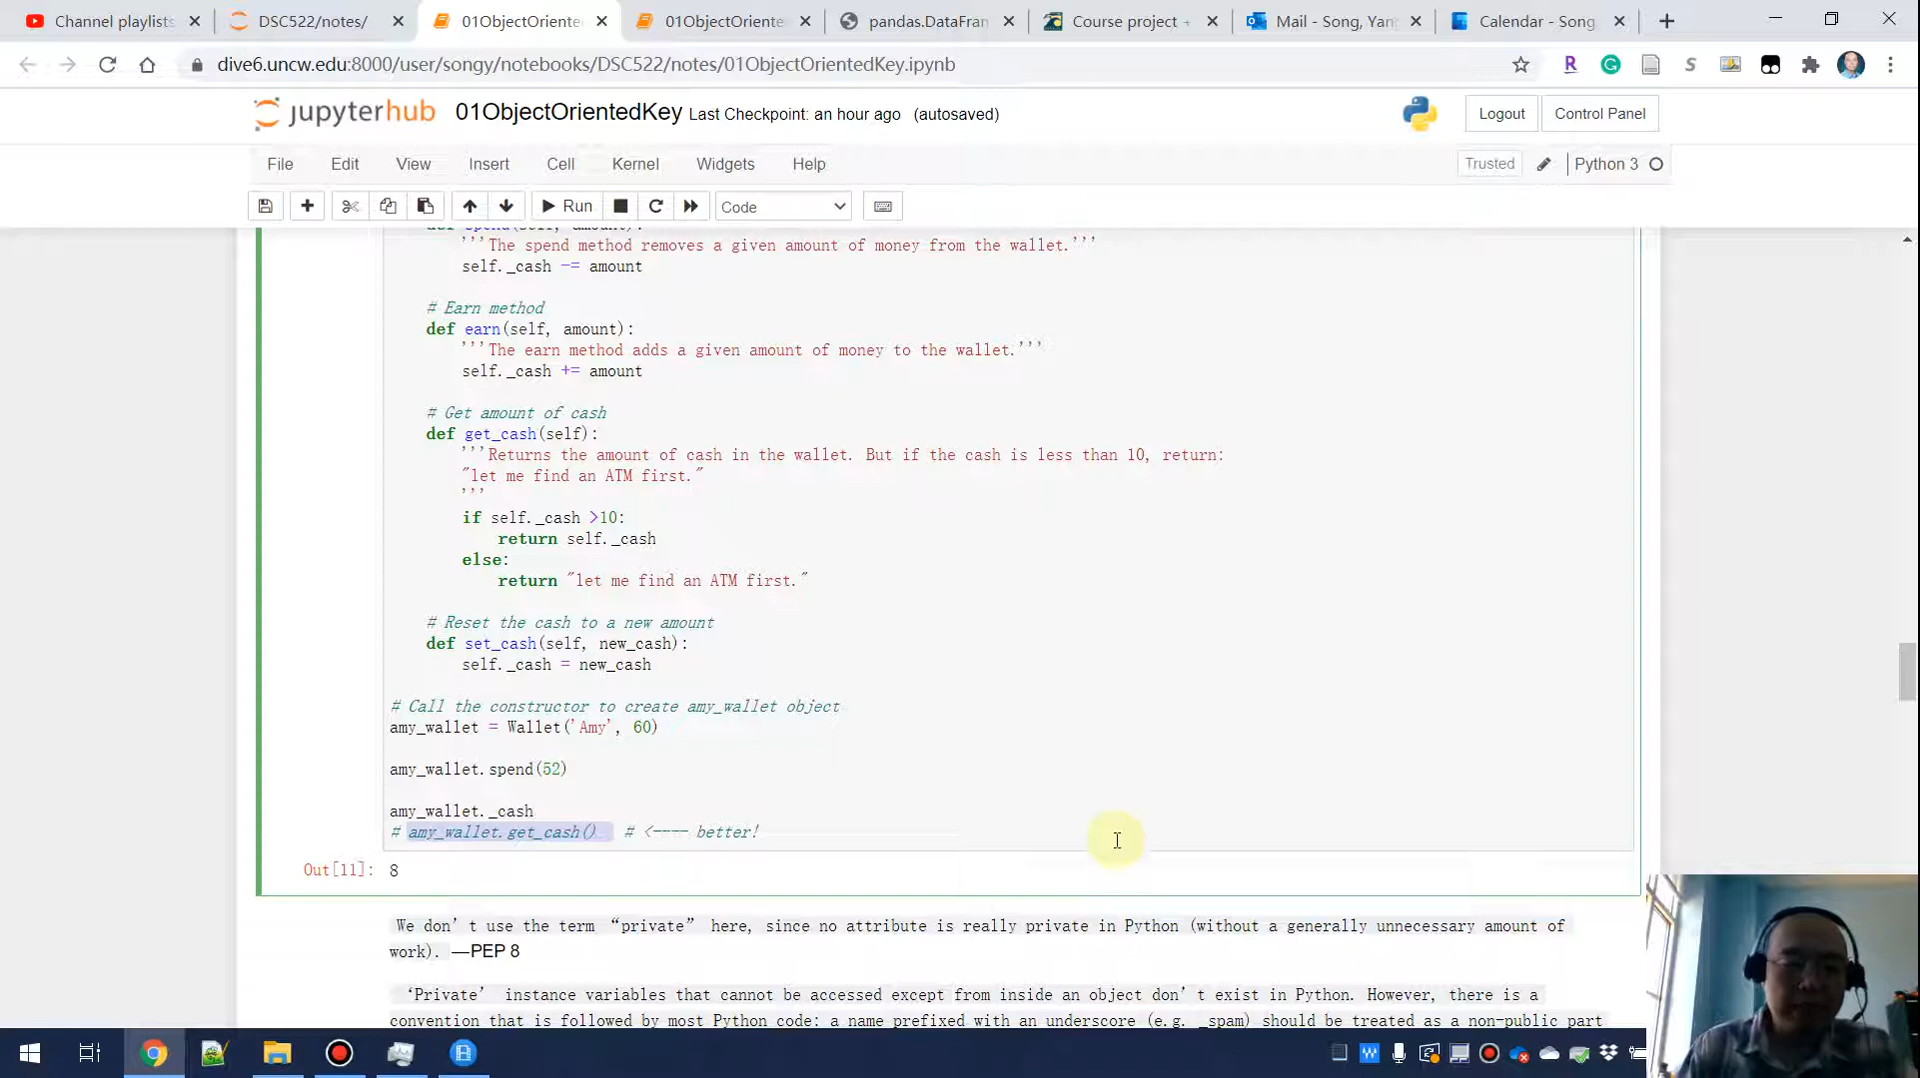 Channel playlists
DSC522/notes/
01ObjectOriente
01ObjectOriente
pandas.DataFran
Course project
Mail - Song, Yan
Calendar - Song
dive6.uncw.edu:8000/user/songy/notebooks/DSC522/notes/01ObjectOrientedKey.ipynb
jupyterhub 01ObjectOrientedKey Last Checkpoint: an hour ago (autosaved)
Logout
Control Panel
File Edit View Insert Cell Kernel Widgets Help
Trusted
Python 3
Run
Code
def spend(self, amount):
'''The spend method removes a given amount of money from the wallet.'''
self._cash -= amount
# Earn method
def earn(self, amount):
'''The earn method adds a given amount of money to the wallet.'''
self._cash += amount
# Get amount of cash
def get_cash(self):
'''Returns the amount of cash in the wallet. But if the cash is less than 10, return:
"let me find an ATM first."
'''
if self._cash >10:
return self._cash
else:
return "let me find an ATM first."
# Reset the cash to a new amount
def set_cash(self, new_cash):
self._cash = new_cash
# Call the constructor to create amy_wallet object
amy_wallet = Wallet('Amy', 60)
amy_wallet.spend(52)
amy_wallet._cash
# amy_wallet.get_cash() # <---- better!
Out[11]: 8
We don't use the term “private” here, since no attribute is really private in Python (without a generally unnecessary amount of
work). —PEP 8
‘Private’ instance variables that cannot be accessed except from inside an object don't exist in Python. However, there is a
convention that is followed by most Python code: a name prefixed with an underscore (e.g. _spam) should be treated as a non-public part